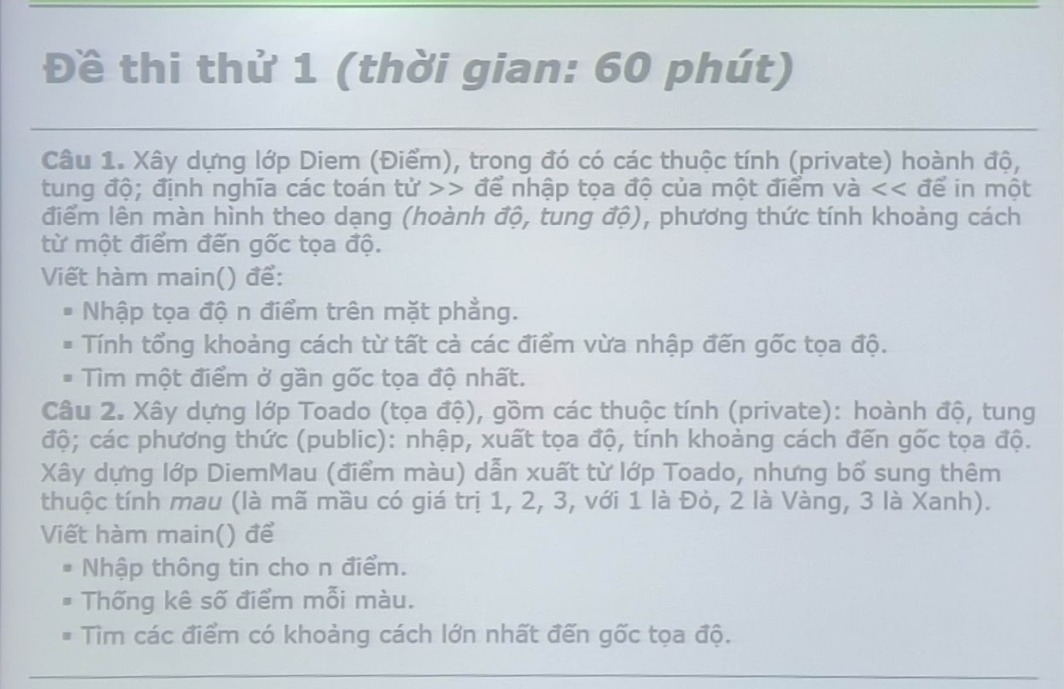 Đề thi thử 1 (thời gian: 60 phút)
Câu 1. Xây dựng lớp Diem (Điểm), trong đó có các thuộc tính (private) hoành độ,
tung độ; định nghĩa các toán tử >> để nhập tọa độ của một điểm và << để in một
điểm lên màn hình theo dạng (hoành độ, tung độ), phương thức tính khoảng cách
từ một điểm đến gốc tọa độ.
Viết hàm main() để:
▪ Nhập tọa độ n điểm trên mặt phẳng.
▪ Tính tổng khoảng cách từ tất cả các điểm vừa nhập đến gốc tọa độ.
▪ Tìm một điểm ở gần gốc tọa độ nhất.
Câu 2. Xây dựng lớp Toado (tọa độ), gồm các thuộc tính (private): hoành độ, tung
độ; các phương thức (public): nhập, xuất tọa độ, tính khoảng cách đến gốc tọa độ.
Xây dựng lớp DiemMau (điểm màu) dẫn xuất từ lớp Toado, nhưng bổ sung thêm
thuộc tính mau (là mã mầu có giá trị 1, 2, 3, với 1 là Đỏ, 2 là Vàng, 3 là Xanh).
Viết hàm main() để
▪ Nhập thông tin cho n điểm.
▪ Thống kê số điểm mỗi màu.
▪ Tìm các điểm có khoảng cách lớn nhất đến gốc tọa độ.